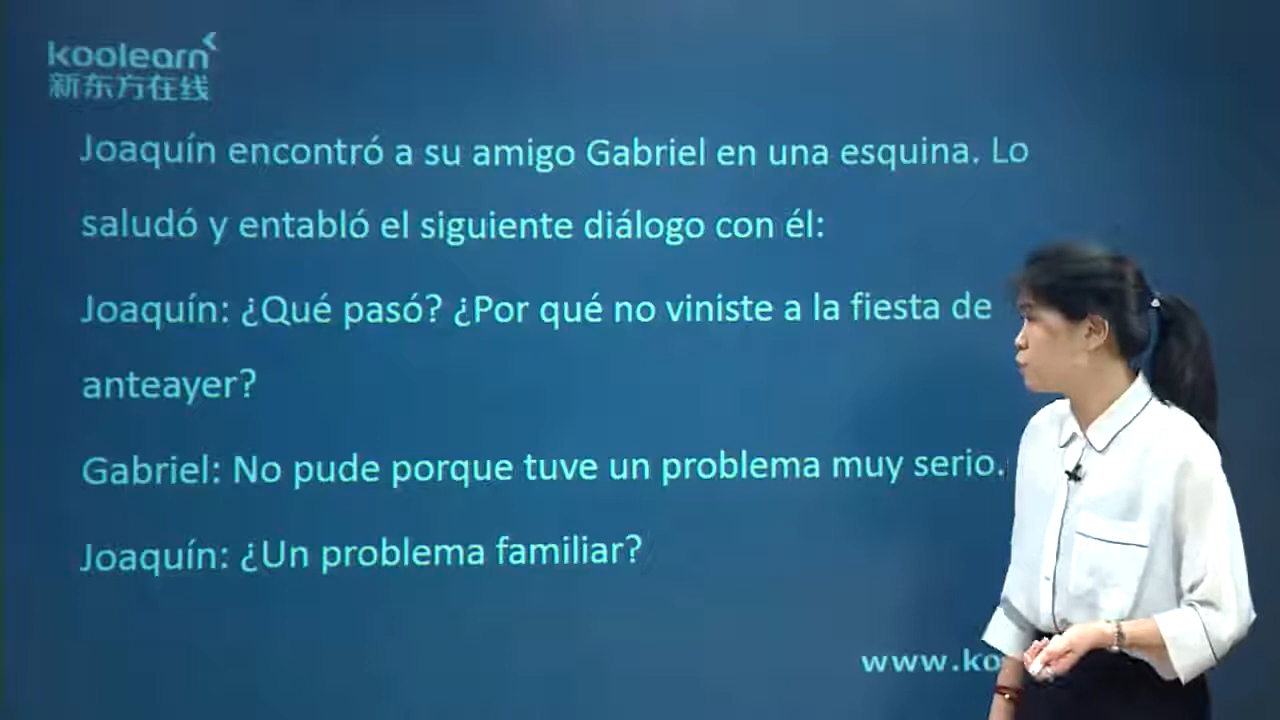 koolearn
新东方在线
Joaquín encontró a su amigo Gabriel en una esquina. Lo
saludó y entabló el siguiente diálogo con él:
Joaquín: ¿Qué pasó? ¿Por qué no viniste a la fiesta de
anteayer?
Gabriel: No pude porque tuve un problema muy serio.
Joaquín: ¿Un problema familiar?
www.ko